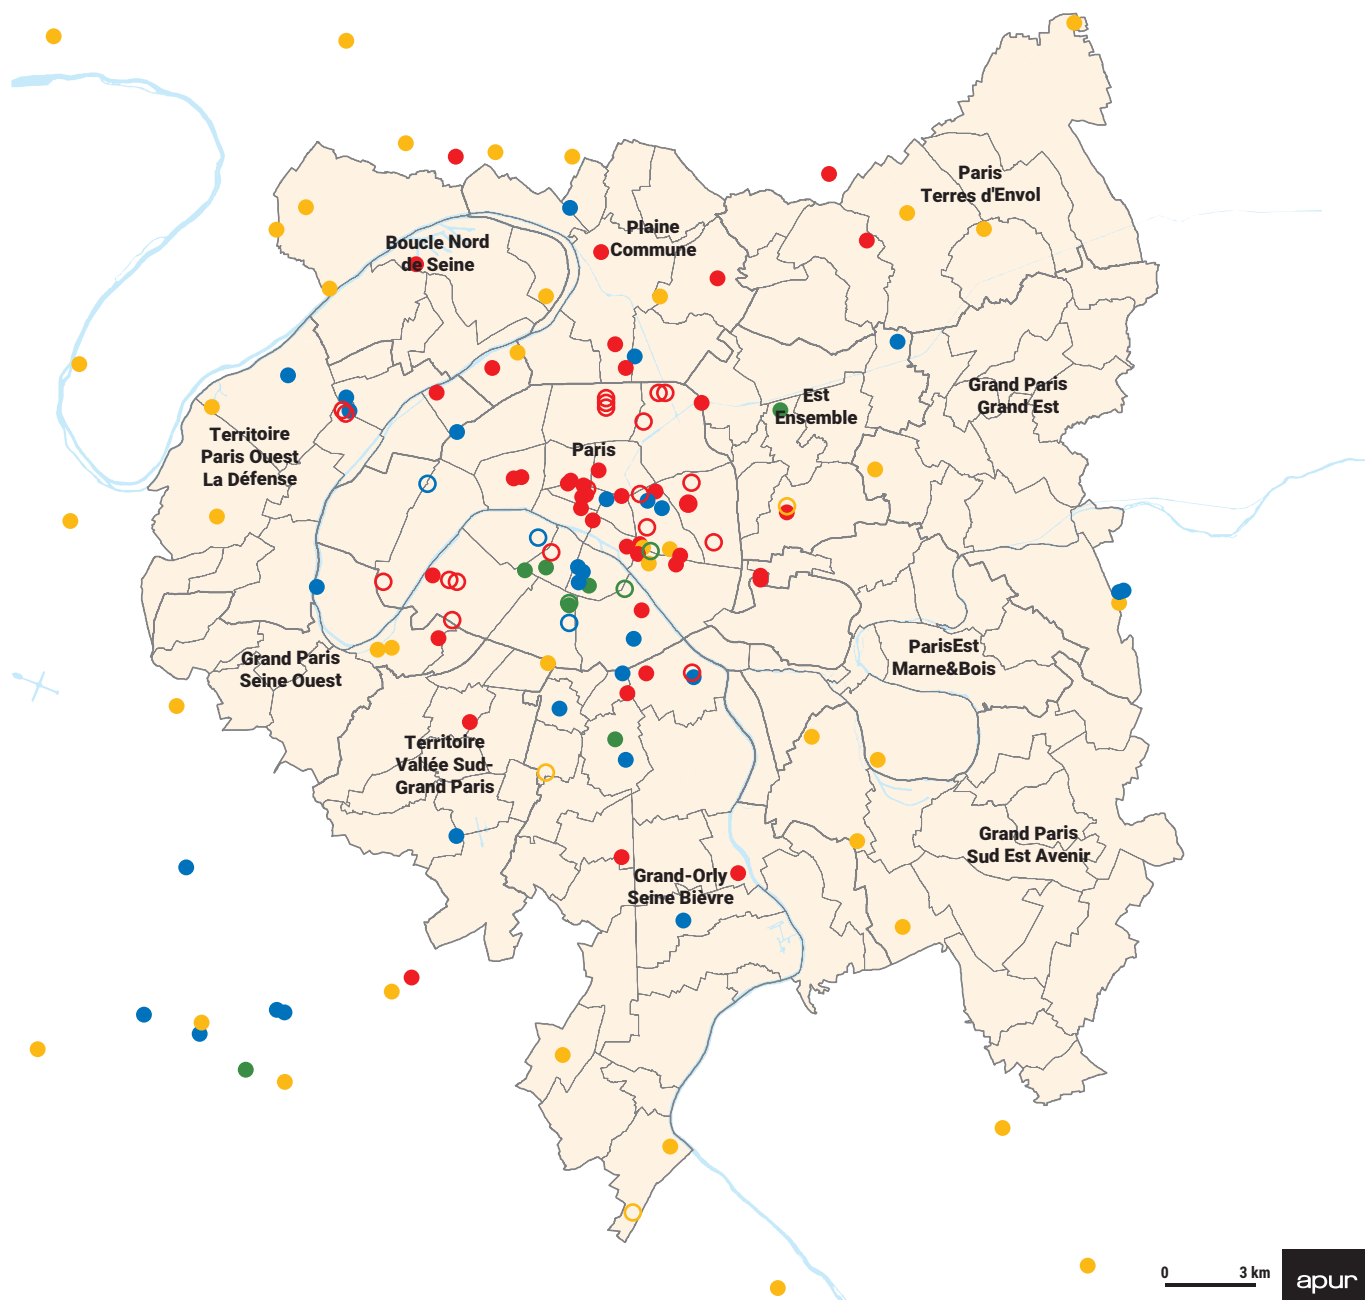 Paris
Terres d'Envol
Plaine
Commune
Boucle Nord
de Seine
Grand Paris
Grand Est
Est
Ensemble
Territoire
Paris Ouest
La Défense
Paris
ParisEst
Marne&Bois
Grand Paris
Seine Ouest
Territoire
Vallée Sud-
Grand Paris
Grand Paris
Sud Est Avenir
Grand-Orly
Seine Bièvre
0 3 km
apur